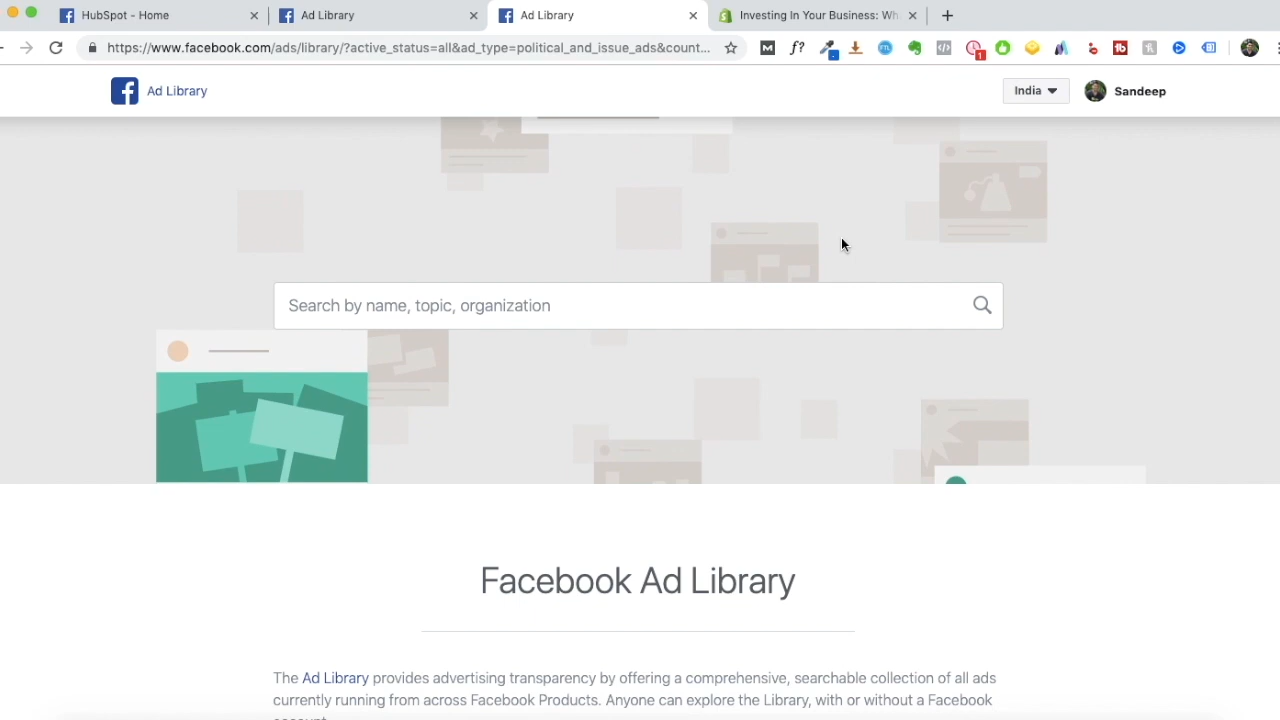 HubSpot - Home
Ad Library
Ad Library
Investing In Your Business: Wh
https://www.facebook.com/ads/library/?active_status=all&ad_type=political_and_issue_ads&count...
M
f?
1
Ad Library
India
Sandeep
Search by name, topic, organization
Facebook Ad Library
The Ad Library provides advertising transparency by offering a comprehensive, searchable collection of all ads
currently running from across Facebook Products. Anyone can explore the Library, with or without a Facebook